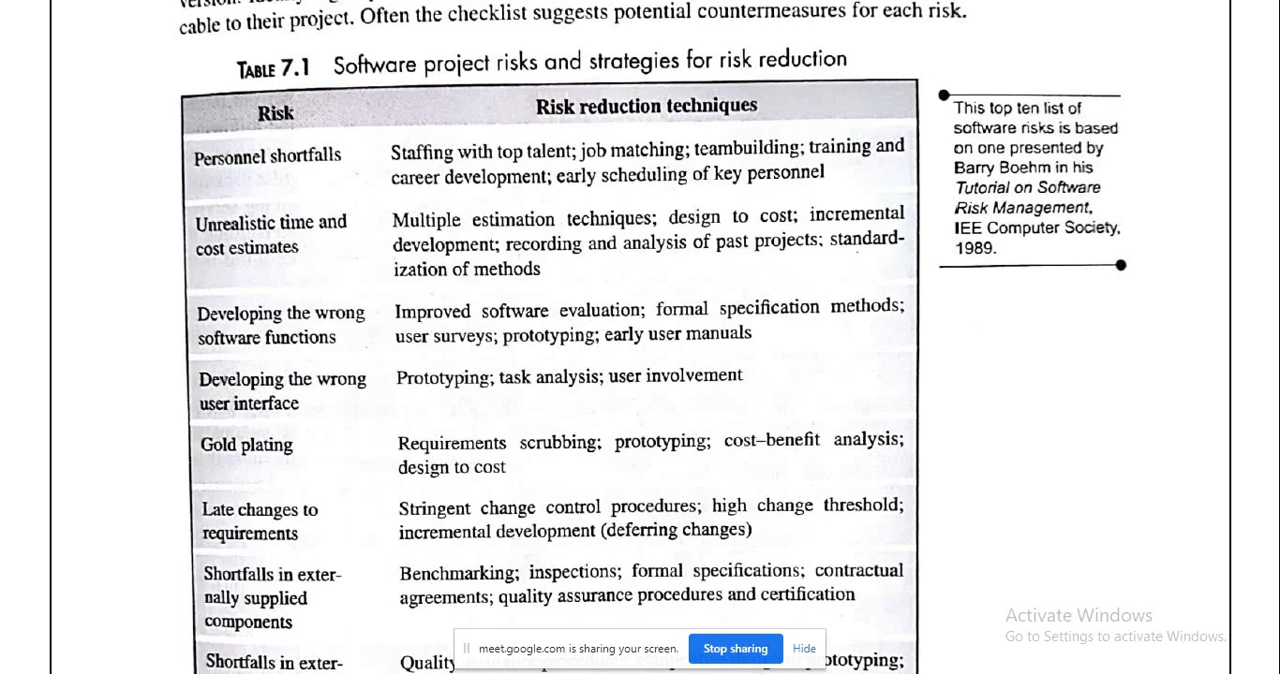 cable to their project. Often the checklist suggests potential countermeasures for each risk.
TABLE 7.1 Software project risks and strategies for risk reduction
Risk
Risk reduction techniques
Personnel shortfalls
Staffing with top talent; job matching; teambuilding; training and
career development; early scheduling of key personnel
Unrealistic time and
cost estimates
Multiple estimation techniques; design to cost; incremental
development; recording and analysis of past projects; standard-
ization of methods
Developing the wrong
software functions
Improved software evaluation; formal specification methods;
user surveys; prototyping; early user manuals
Developing the wrong
user interface
Prototyping; task analysis; user involvement
Gold plating
Requirements scrubbing; prototyping; cost–benefit analysis;
design to cost
Late changes to
requirements
Stringent change control procedures; high change threshold;
incremental development (deferring changes)
Shortfalls in exter-
nally supplied
components
Benchmarking; inspections; formal specifications; contractual
agreements; quality assurance procedures and certification
Shortfalls in exter-
Quality
This top ten list of
software risks is based
on one presented by
Barry Boehm in his
Tutorial on Software
Risk Management,
IEE Computer Society,
1989.
meet.google.com is sharing your screen.
Stop sharing
Hide
Activate Windows
Go to Settings to activate Windows.